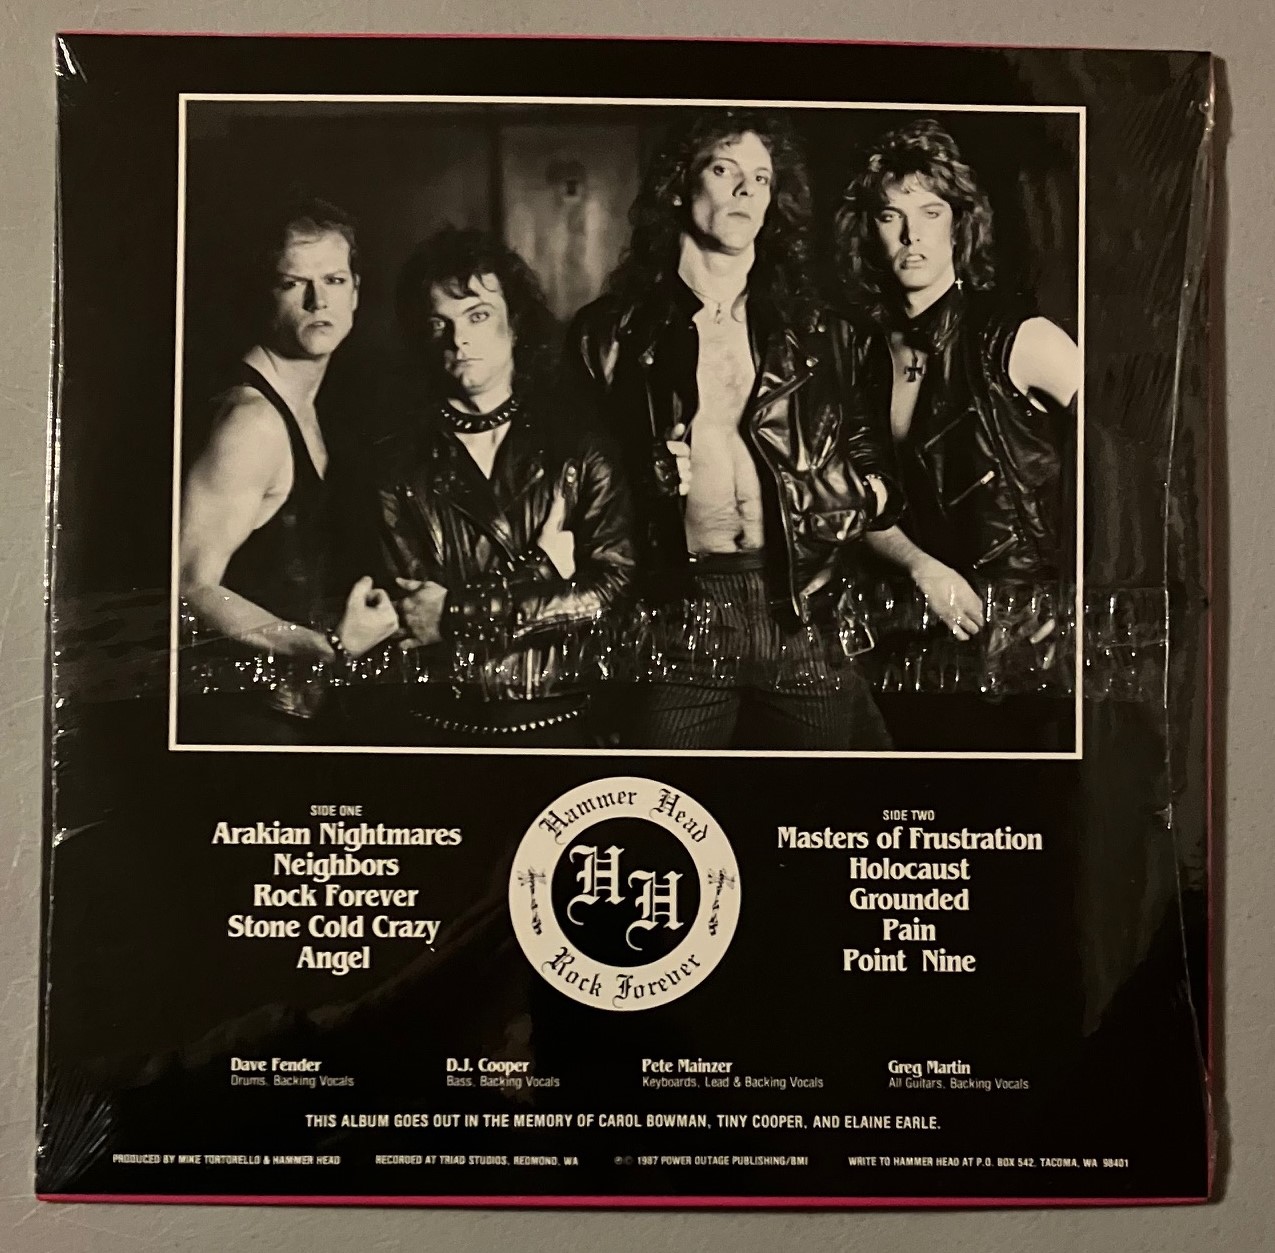 SIDE ONE
Arakian Nightmares
Neighbors
Rock Forever
Stone Cold Crazy
Angel
Hammer Head
HH
Rock Forever
SIDE TWO
Masters of Frustration
Holocaust
Grounded
Pain
Point Nine
Dave Fender
Drums, Backing Vocals
D.J. Cooper
Bass, Backing Vocals
Pete Mainzer
Keyboards, Lead & Backing Vocals
Greg Martin
All Guitars, Backing Vocals
THIS ALBUM GOES OUT IN THE MEMORY OF CAROL BOWMAN, TINY COOPER, AND ELAINE EARLE.
PRODUCED BY MIKE TORTORELLO & HAMMER HEAD
RECORDED AT TRIAD STUDIOS, REDMOND, WA
℗ © 1987 POWER OUTAGE PUBLISHING/BMI
WRITE TO HAMMER HEAD AT P.O. BOX 542, TACOMA, WA 98401